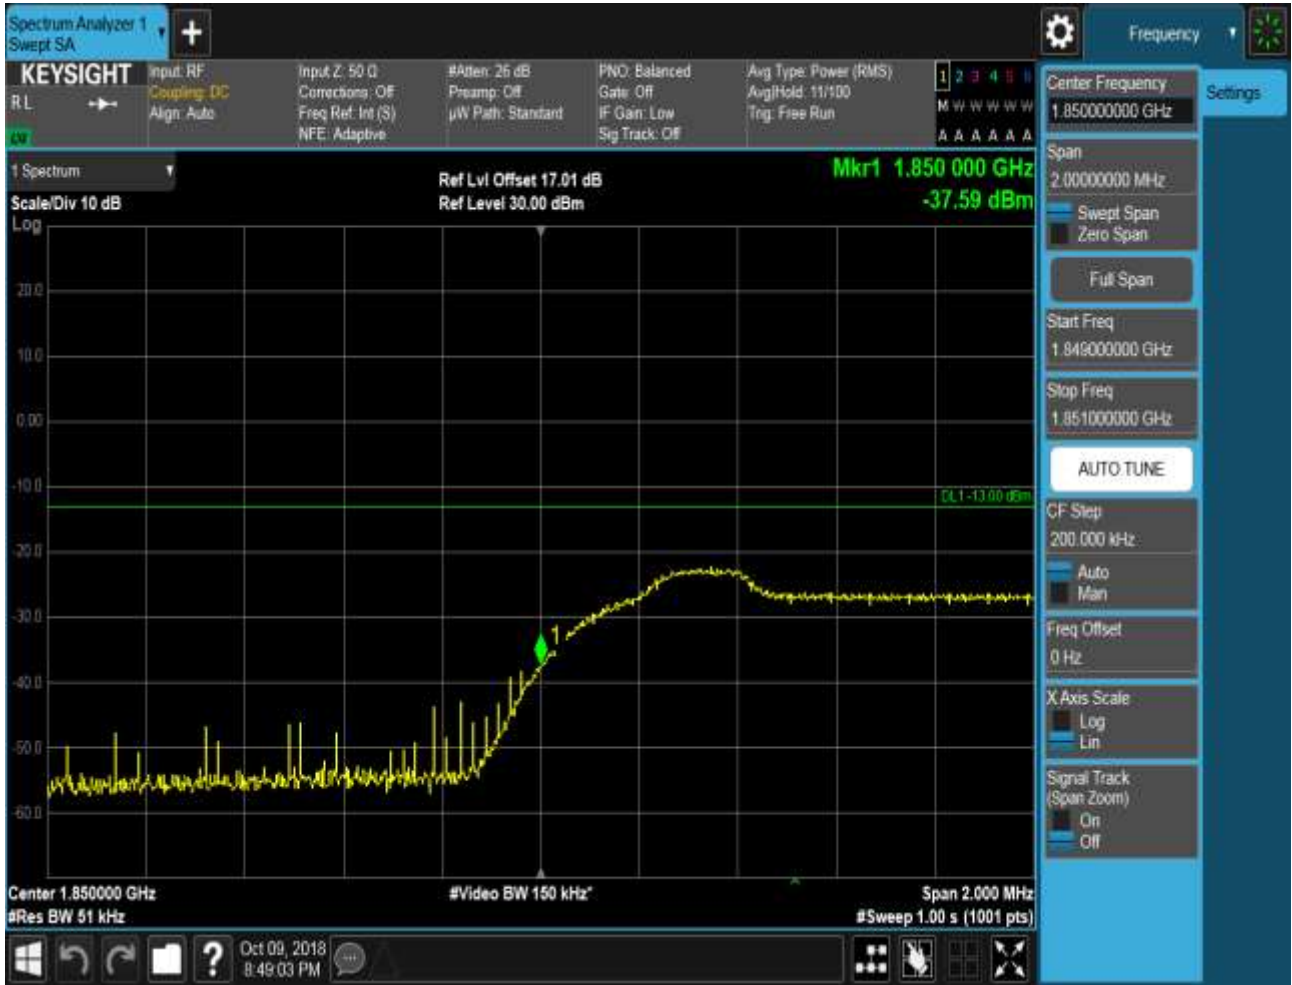 Spectrum Analyzer 1
Swept SA
Frequency
KEYSIGHT
R L
LW
Input: RF
Coupling: DC
Align: Auto
Input Z: 50 Ω
Corrections: Off
Freq Ref: Int (S)
NFE: Adaptive
#Atten: 26 dB
Preamp: Off
µW Path: Standard
PNO: Balanced
Gate: Off
IF Gain: Low
Sig Track: Off
Avg Type: Power (RMS)
Avg|Hold: 11/100
Trig: Free Run
1 2 3 4 5 6
M W W W W W
A A A A A A
1 Spectrum
Scale/Div 10 dB
Log
Ref Lvl Offset 17.01 dB
Ref Level 30.00 dBm
Mkr1 1.850 000 GHz
-37.59 dBm
20.0
10.0
0.00
-10.0
DL1 -13.00 dBm
-20.0
-30.0
1
-40.0
-50.0
-60.0
Center 1.850000 GHz
#Res BW 51 kHz
#Video BW 150 kHz*
Span 2.000 MHz
#Sweep 1.00 s (1001 pts)
Oct 09, 2018
8:49:03 PM
Center Frequency
1.850000000 GHz
Settings
Span
2.00000000 MHz
Swept Span
Zero Span
Full Span
Start Freq
1.849000000 GHz
Stop Freq
1.851000000 GHz
AUTO TUNE
CF Step
200.000 kHz
Auto
Man
Freq Offset
0 Hz
X Axis Scale
Log
Lin
Signal Track
(Span Zoom)
On
Off